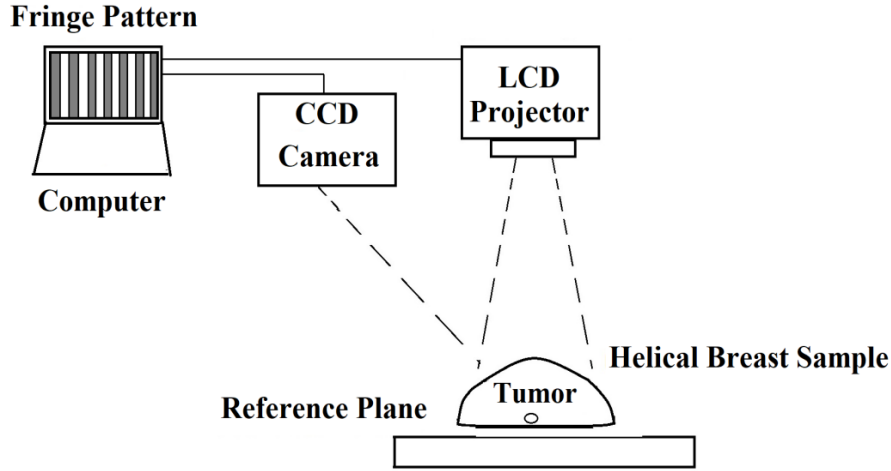 Fringe Pattern
LCD
Projector
CCD
Camera
Computer
Helical Breast Sample
Tumor
Reference Plane